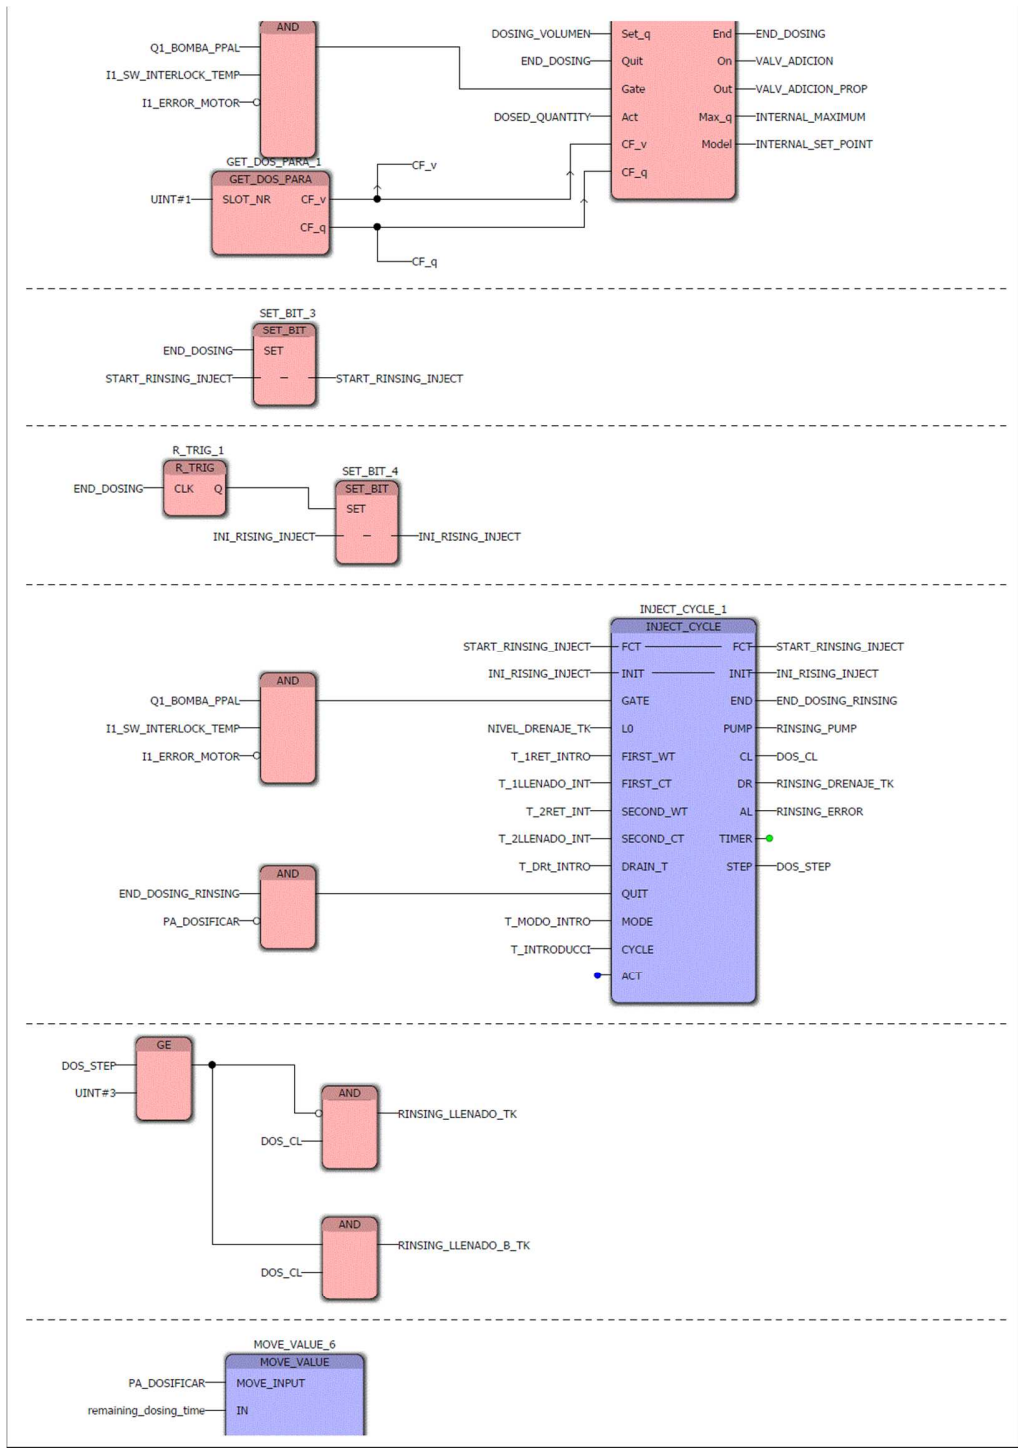 AND
DOSING_VOLUMEN Set_q End END_DOSING
Q1_BOMBA_PPAL
END_DOSING Quit On VALV_ADICION
I1_SW_INTERLOCK_TEMP
Gate Out VALV_ADICION_PROP
I1_ERROR_MOTOR
DOSED_QUANTITY Act Max_q INTERNAL_MAXIMUM
CF_v Model INTERNAL_SET_POINT
GET_DOS_PARA_1
CF_v
CF_q
GET_DOS_PARA
UINT#1 SLOT_NR CF_v
CF_q
CF_q
SET_BIT_3
SET_BIT
END_DOSING SET
START_RINSING_INJECT – START_RINSING_INJECT
R_TRIG_1
R_TRIG
SET_BIT_4
END_DOSING CLK Q
SET_BIT
SET
INI_RISING_INJECT – INI_RISING_INJECT
INJECT_CYCLE_1
INJECT_CYCLE
START_RINSING_INJECT FCT FCT START_RINSING_INJECT
INI_RISING_INJECT INIT INIT INI_RISING_INJECT
AND
Q1_BOMBA_PPAL GATE END END_DOSING_RINSING
I1_SW_INTERLOCK_TEMP NIVEL_DRENAJE_TK L0 PUMP RINSING_PUMP
I1_ERROR_MOTOR T_1RET_INTRO FIRST_WT CL DOS_CL
T_1LLENADO_INT FIRST_CT DR RINSING_DRENAJE_TK
T_2RET_INT SECOND_WT AL RINSING_ERROR
T_2LLENADO_INT SECOND_CT TIMER
T_DRt_INTRO DRAIN_T STEP DOS_STEP
AND
END_DOSING_RINSING QUIT
PA_DOSIFICAR T_MODO_INTRO MODE
T_INTRODUCCI CYCLE
ACT
GE
DOS_STEP
UINT#3
AND
RINSING_LLENADO_TK
DOS_CL
AND
RINSING_LLENADO_B_TK
DOS_CL
MOVE_VALUE_6
MOVE_VALUE
PA_DOSIFICAR MOVE_INPUT
remaining_dosing_time IN